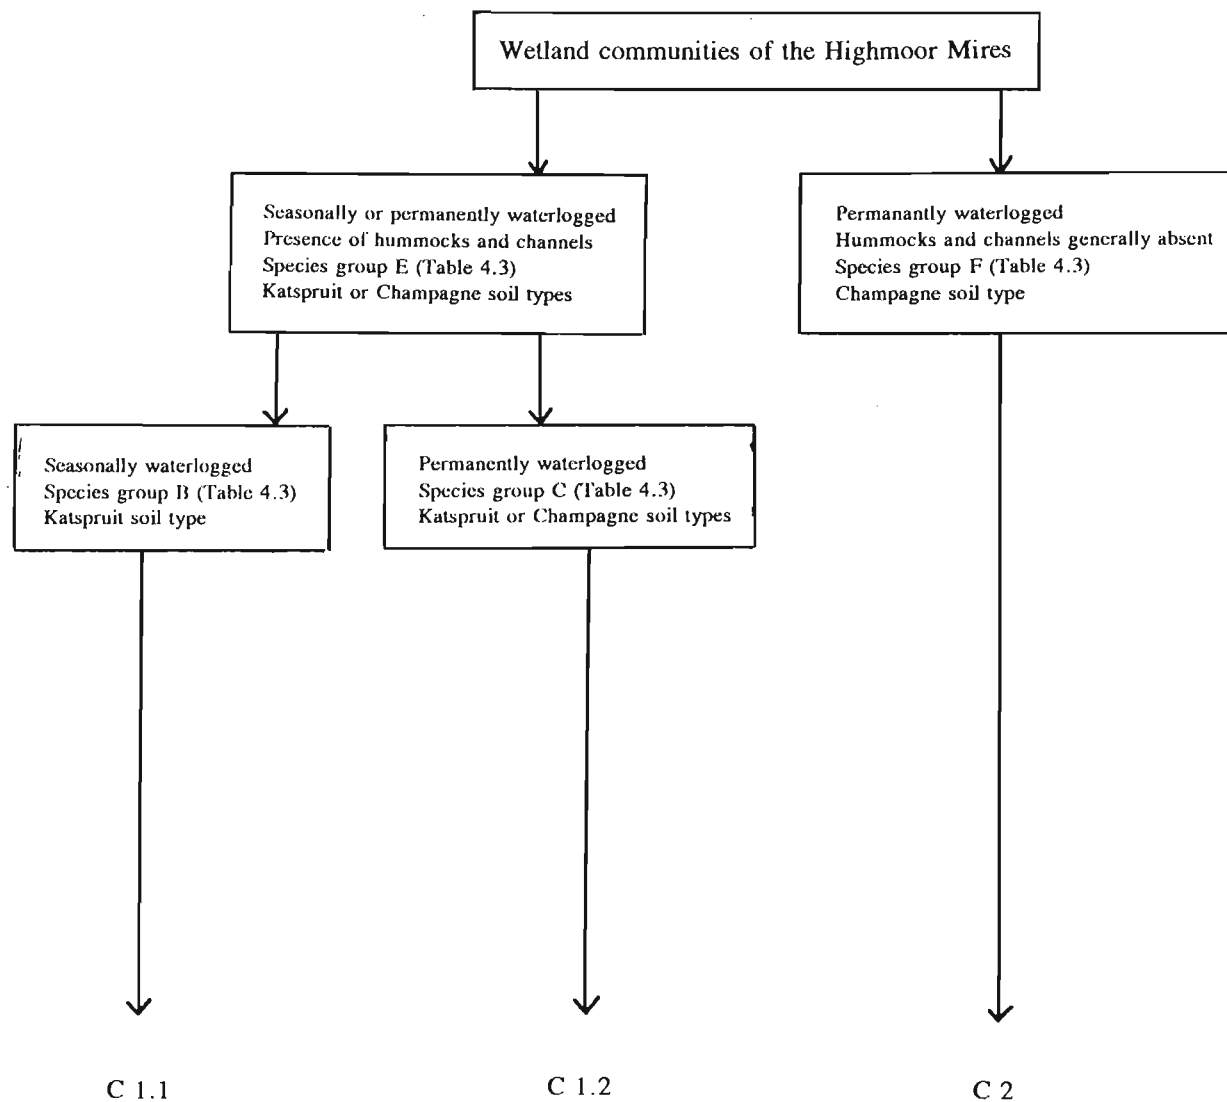 Wetland communities of the Highmoor Mires
Seasonally or permanently waterlogged
Presence of hummocks and channels
Species group E (Table 4.3)
Katspruit or Champagne soil types
Permanantly waterlogged
Hummocks and channels generally absent
Species group F (Table 4.3)
Champagne soil type
Seasonally waterlogged
Species group B (Table 4.3)
Katspruit soil type
Permanently waterlogged
Species group C (Table 4.3)
Katspruit or Champagne soil types
C 1.1
C 1.2
C 2